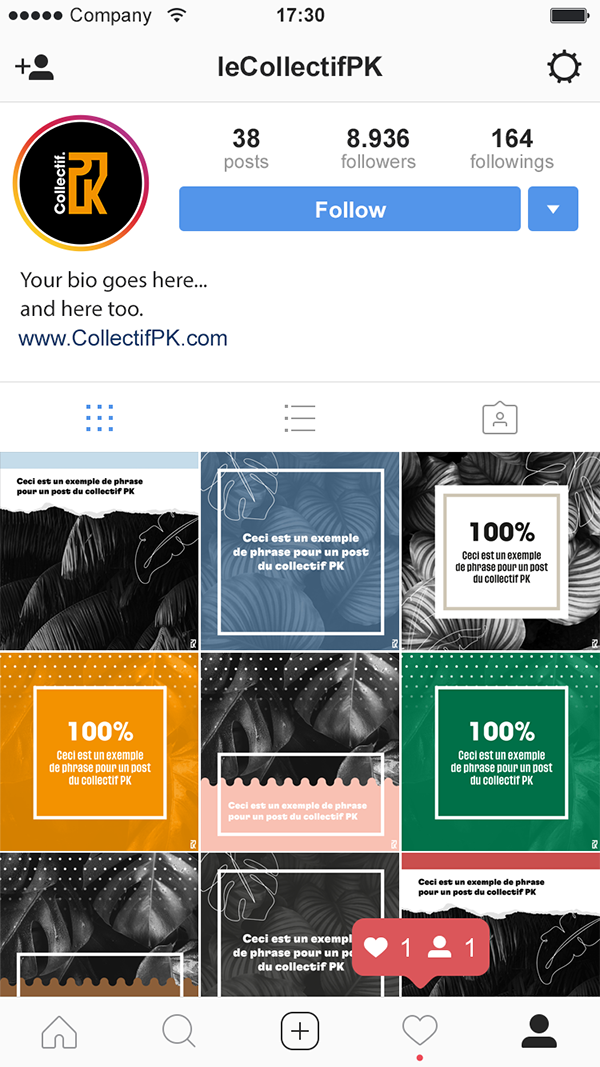 Company
17:30
leCollectifPK
Collectif.
PK
38
8.936
164
posts
followers
followings
Follow
Your bio goes here...
and here too.
www.CollectifPK.com
Ceci est un exemple de phrase
pour un post du collectif PK
Ceci est un exemple
de phrase pour un post
du collectif PK
100%
Ceci est un exemple
de phrase pour un post
du collectif PK
100%
Ceci est un exemple
de phrase pour un post
du collectif PK
Ceci est un exemple de phrase
pour un post du collectif PK
100%
Ceci est un exemple
de phrase pour un post
du collectif PK
Ceci est un exempl
de phrase pour un p
du collectif PK
Ceci est un exemple de phrase
pour un post du collectif PK
1
1